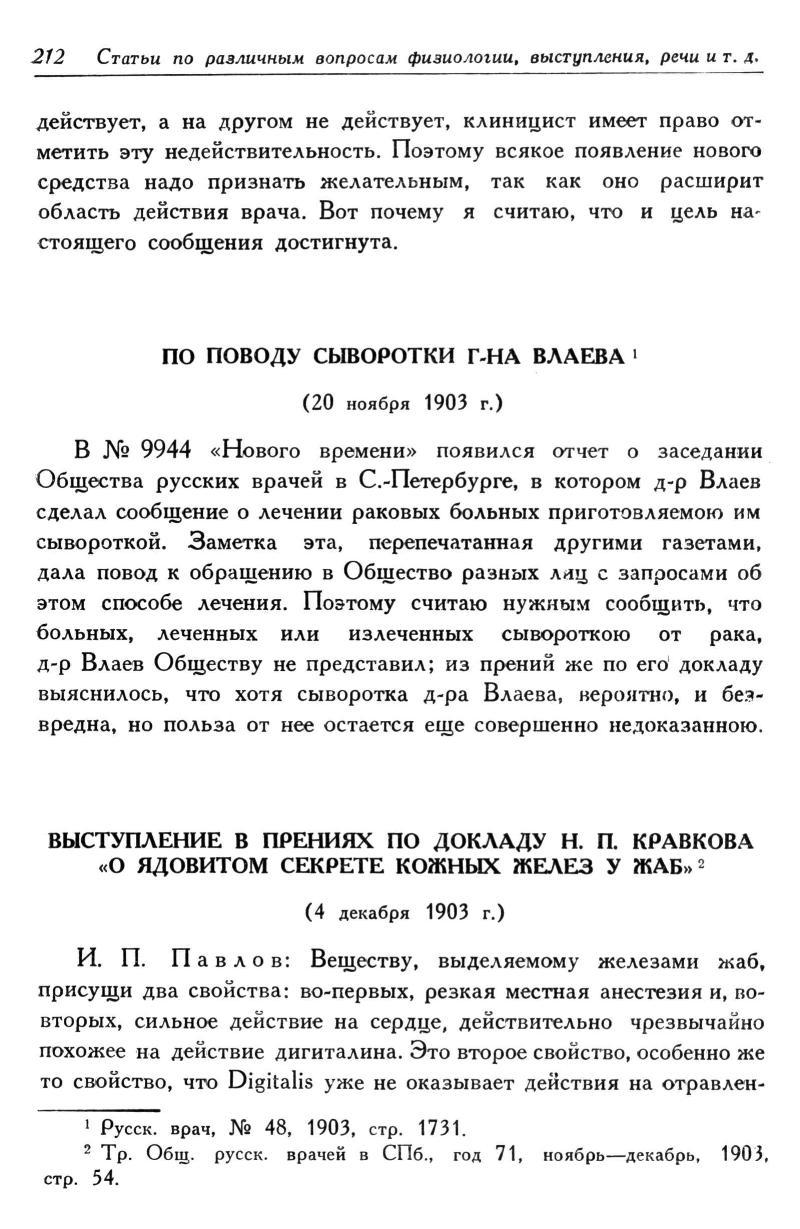 212 Статьи по различным вопросам физиологии, выступления, речи и т. д.
действует, а на другом не действует, клиницист имеет право от-
метить эту недействительность. Поэтому всякое появление нового
средства надо признать желательным, так как оно расширит
область действия врача. Вот почему я считаю, что и цель на-
стоящего сообщения достигнута.
ПО ПОВОДУ СЫВОРОТКИ Г-НА ВЛАЕВА ¹
(20 ноября 1903 г.)
В № 9944 «Нового времени» появился отчет о заседании
Общества русских врачей в С.-Петербурге, в котором д-р Влаев
сделал сообщение о лечении раковых больных приготовляемою им
сывороткой. Заметка эта, перепечатанная другими газетами,
дала повод к обращению в Общество разных лиц с запросами об
этом способе лечения. Поэтому считаю нужным сообщить, что
больных, леченных или излеченных сывороткою от рака,
д-р Влаев Обществу не представил; из прений же по его докладу
выяснилось, что хотя сыворотка д-ра Влаева, вероятно, и без-
вредна, но польза от нее остается еще совершенно недоказанною.
ВЫСТУПЛЕНИЕ В ПРЕНИЯХ ПО ДОКЛАДУ Н. П. КРАВКОВА
«О ЯДОВИТОМ СЕКРЕТЕ КОЖНЫХ ЖЕЛЕЗ У ЖАБ» ²
(4 декабря 1903 г.)
И. П. Павлов: Веществу, выделяемому железами жаб,
присущи два свойства: во-первых, резкая местная анестезия и, во-
вторых, сильное действие на сердце, действительно чрезвычайно
похожее на действие дигиталина. Это второе свойство, особенно же
то свойство, что Digitalis уже не оказывает действия на отравлен-
¹ Русск. врач, № 48, 1903, стр. 1731.
² Тр. Общ. русск. врачей в СПб., год 71, ноябрь—декабрь, 1903,
стр. 54.